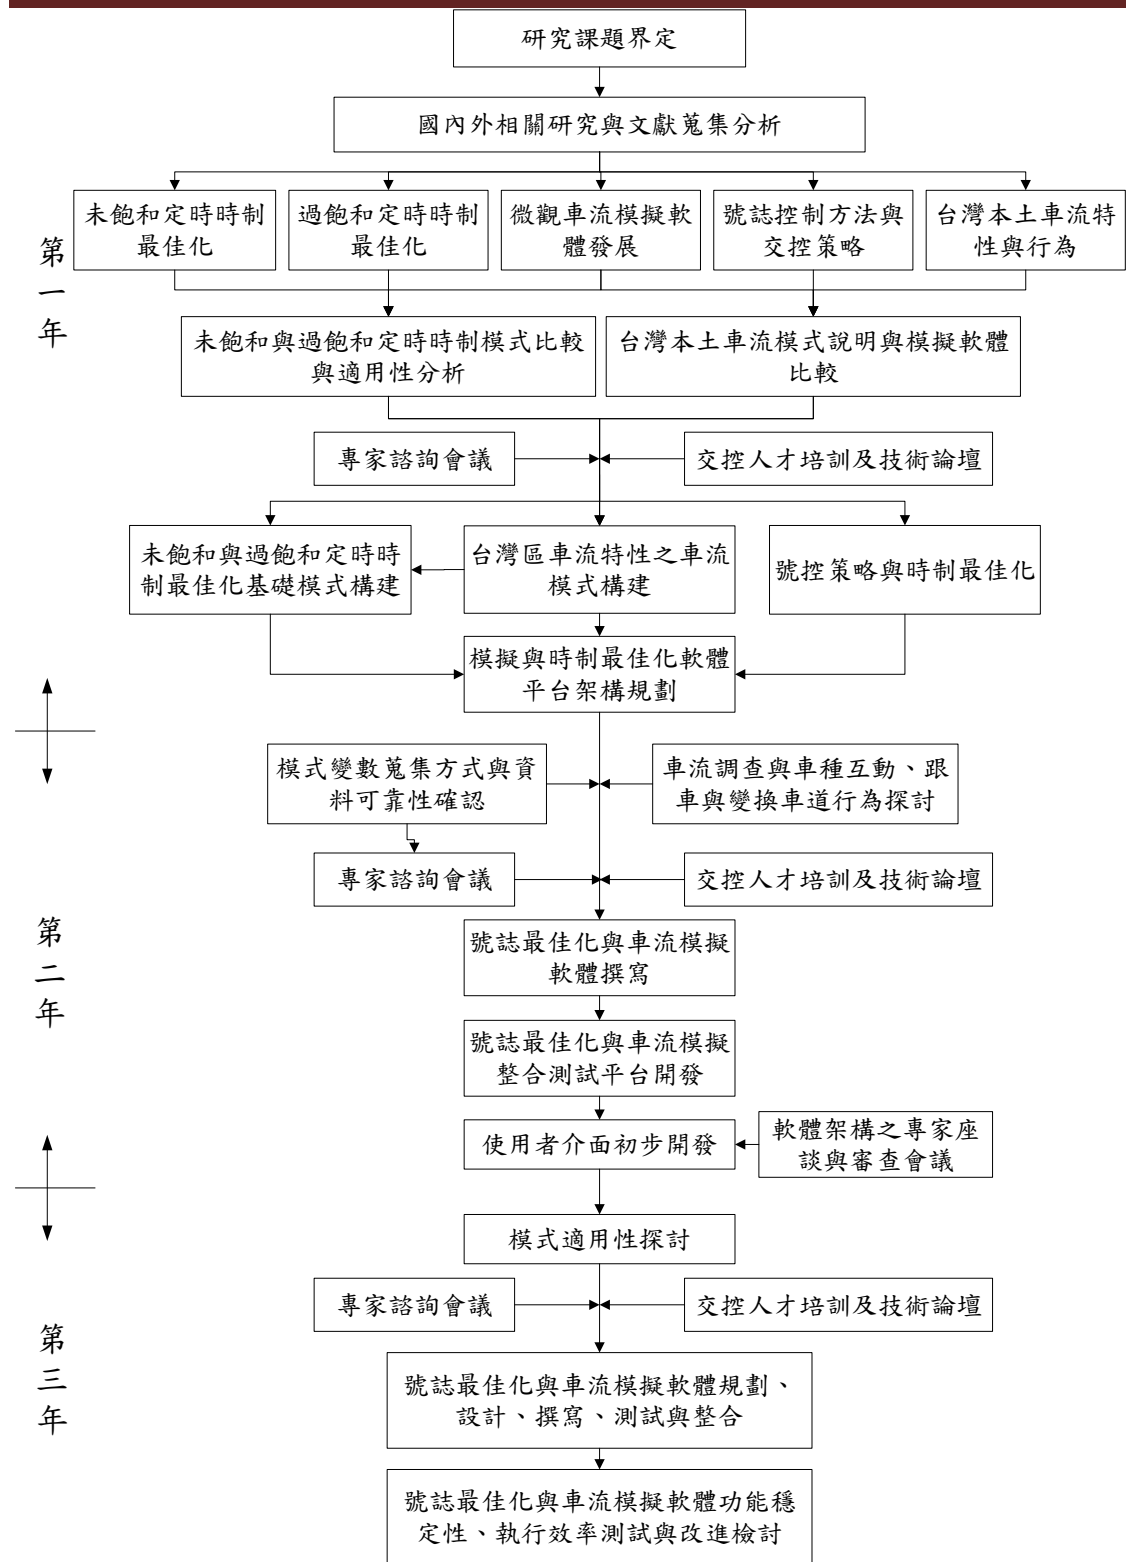 研究課題界定
國內外相關研究與文獻蒐集分析
未飽和定時時制
最佳化
過飽和定時時制
最佳化
微觀車流模擬軟
體發展
號誌控制方法與
交控策略
台灣本土車流特
性與行為
第一年
未飽和與過飽和定時時制模式比較
與適用性分析
台灣本土車流模式說明與模擬軟體
比較
專家諮詢會議
交控人才培訓及技術論壇
未飽和與過飽和定時時
制最佳化基礎模式構建
台灣區車流特性之車流
模式構建
號控策略與時制最佳化
模擬與時制最佳化軟體
平台架構規劃
模式變數蒐集方式與資
料可靠性確認
車流調查與車種互動、跟
車與變換車道行為探討
專家諮詢會議
交控人才培訓及技術論壇
第二年
號誌最佳化與車流模擬
軟體撰寫
號誌最佳化與車流模擬
整合測試平台開發
使用者介面初步開發
軟體架構之專家座
談與審查會議
模式適用性探討
專家諮詢會議
交控人才培訓及技術論壇
第三年
號誌最佳化與車流模擬軟體規劃、
設計、撰寫、測試與整合
號誌最佳化與車流模擬軟體功能穩
定性、執行效率測試與改進檢討